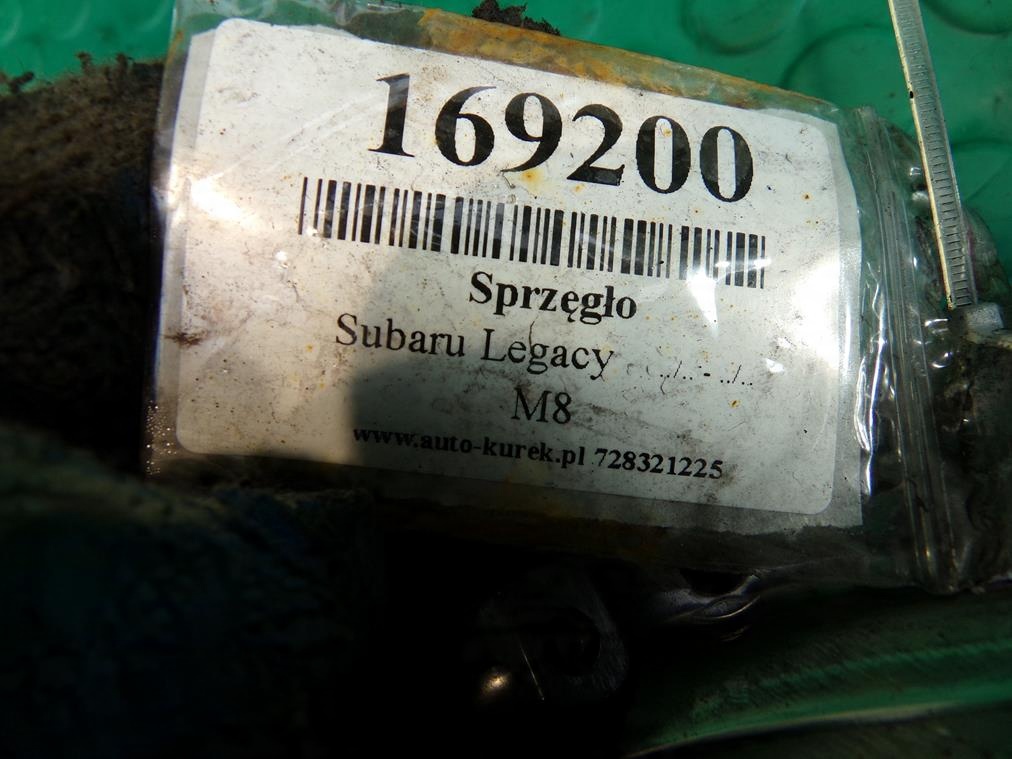 169200
Sprzęgło
Subaru Legacy ../.. - ../..
M8
www.auto-kurek.pl 728321225